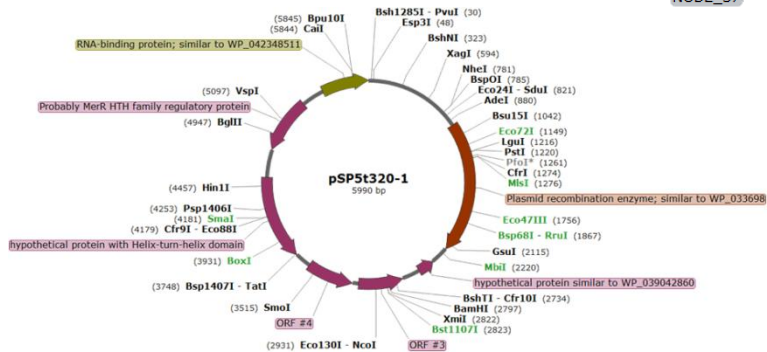 NODE_57
Bsh1285I - PvuI (30)
Esp3I (48)
BshNI (323)
XagI (594)
NheI (781)
BspOI (785)
Eco24I - SduI (821)
AdeI (880)
Bsu15I (1042)
Eco72I (1149)
LguI (1216)
PstI (1220)
PfoI* (1261)
CfrI (1274)
MlsI (1276)
Plasmid recombination enzyme; similar to WP_033698
Eco47III (1756)
Bsp68I - RruI (1867)
GsuI (2115)
MbiI (2220)
hypothetical protein similar to WP_039042860
BshTI - Cfr10I (2734)
BamHI (2797)
XmiI (2822)
Bst1107I (2823)
ORF #3
(2931) Eco130I - NcoI
ORF #4
(3515) SmoI
(3748) Bsp1407I - TatI
(3931) BoxI
hypothetical protein with Helix-turn-helix domain
(4179) Cfr9I - Eco88I
(4181) SmaI
(4253) Psp1406I
(4457) Hin1I
(4947) BglII
Probably MerR HTH family regulatory protein
(5097) VspI
RNA-binding protein; similar to WP_042348511
(5844) CaiI
(5845) Bpu10I
pSP5t320-1
5990 bp